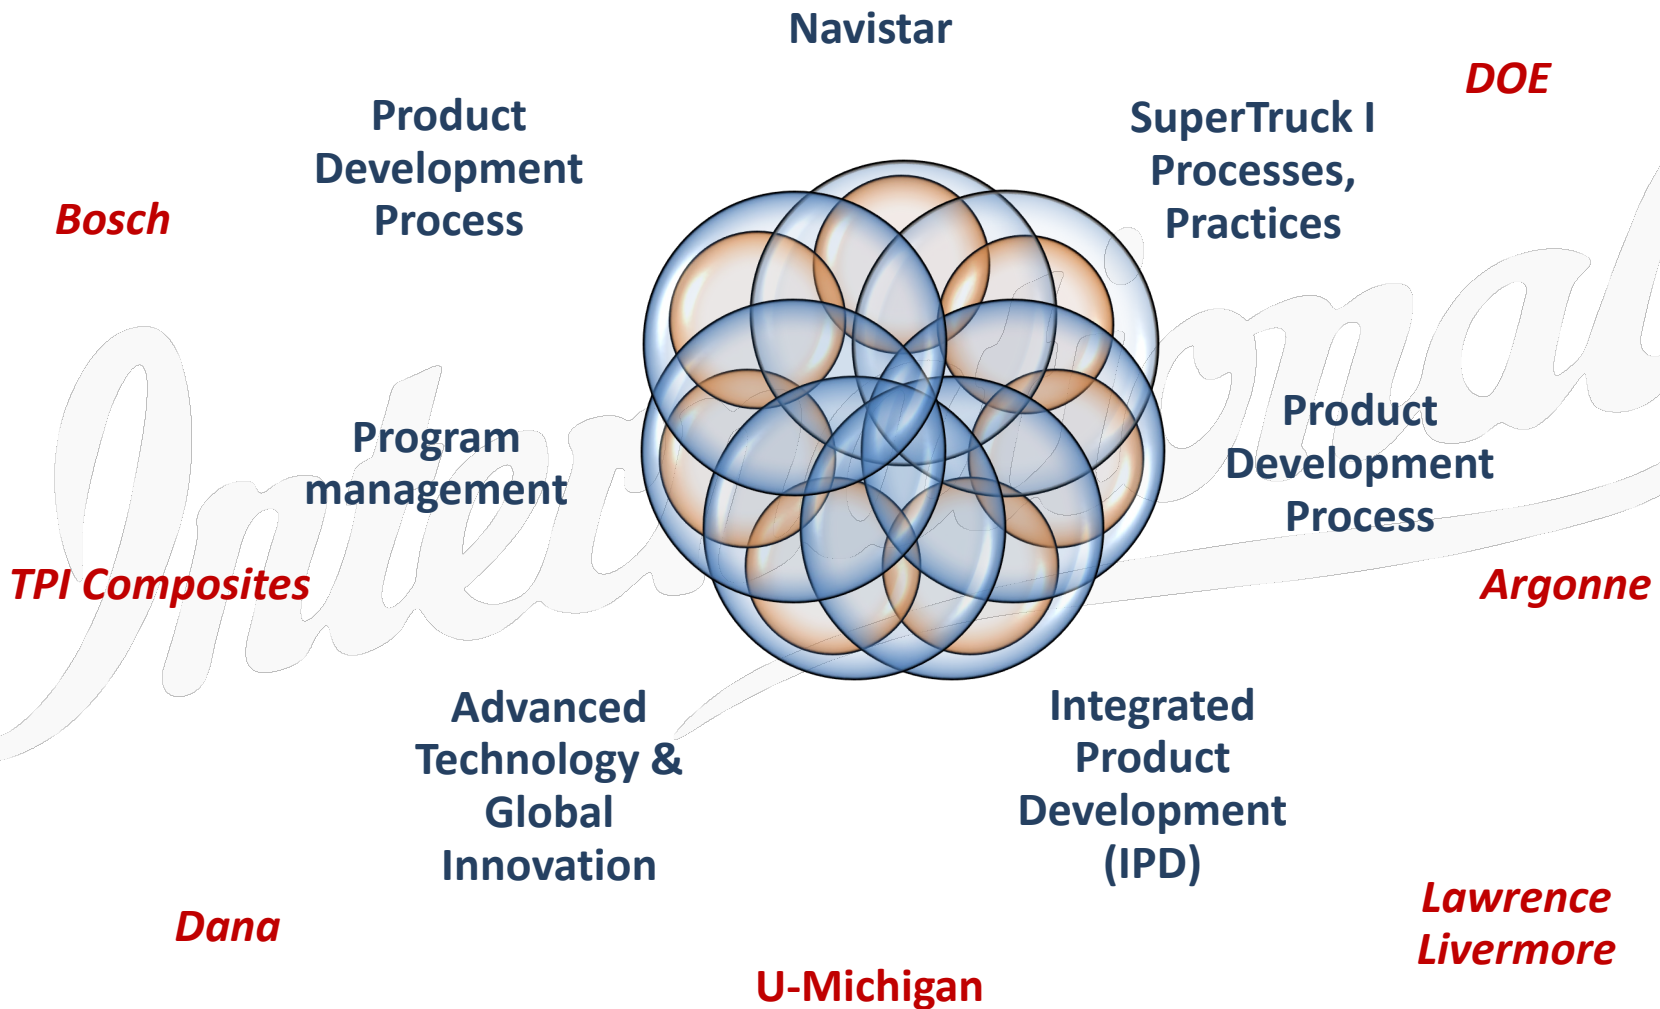 Navistar
DOE
Product
Development
Process
SuperTruck I
Processes,
Practices
Bosch
Program
management
Product
Development
Process
TPI Composites
Argonne
Advanced
Technology &
Global
Innovation
Integrated
Product
Development
(IPD)
Dana
Lawrence
Livermore
U-Michigan
International